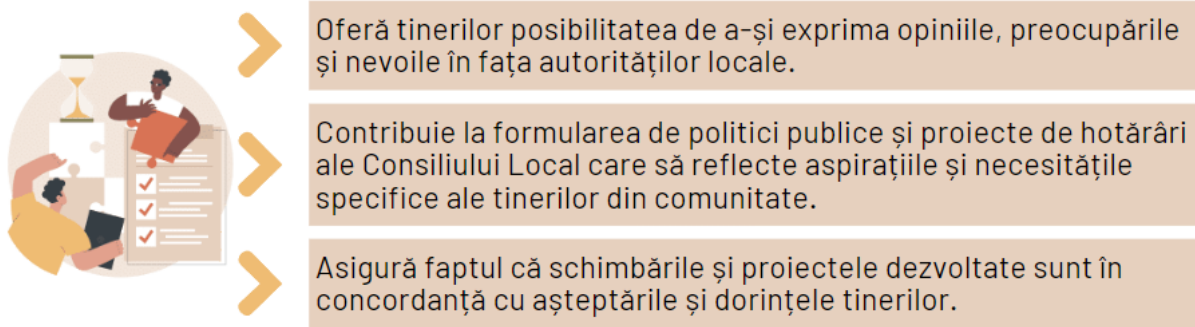 Oferă tinerilor posibilitatea de a-și exprima opiniile, preocupările
și nevoile în fața autorităților locale.
Contribuie la formularea de politici publice și proiecte de hotărâri
ale Consiliului Local care să reflecte aspirațiile și necesitățile
specifice ale tinerilor din comunitate.
Asigură faptul că schimbările și proiectele dezvoltate sunt în
concordanță cu așteptările și dorințele tinerilor.